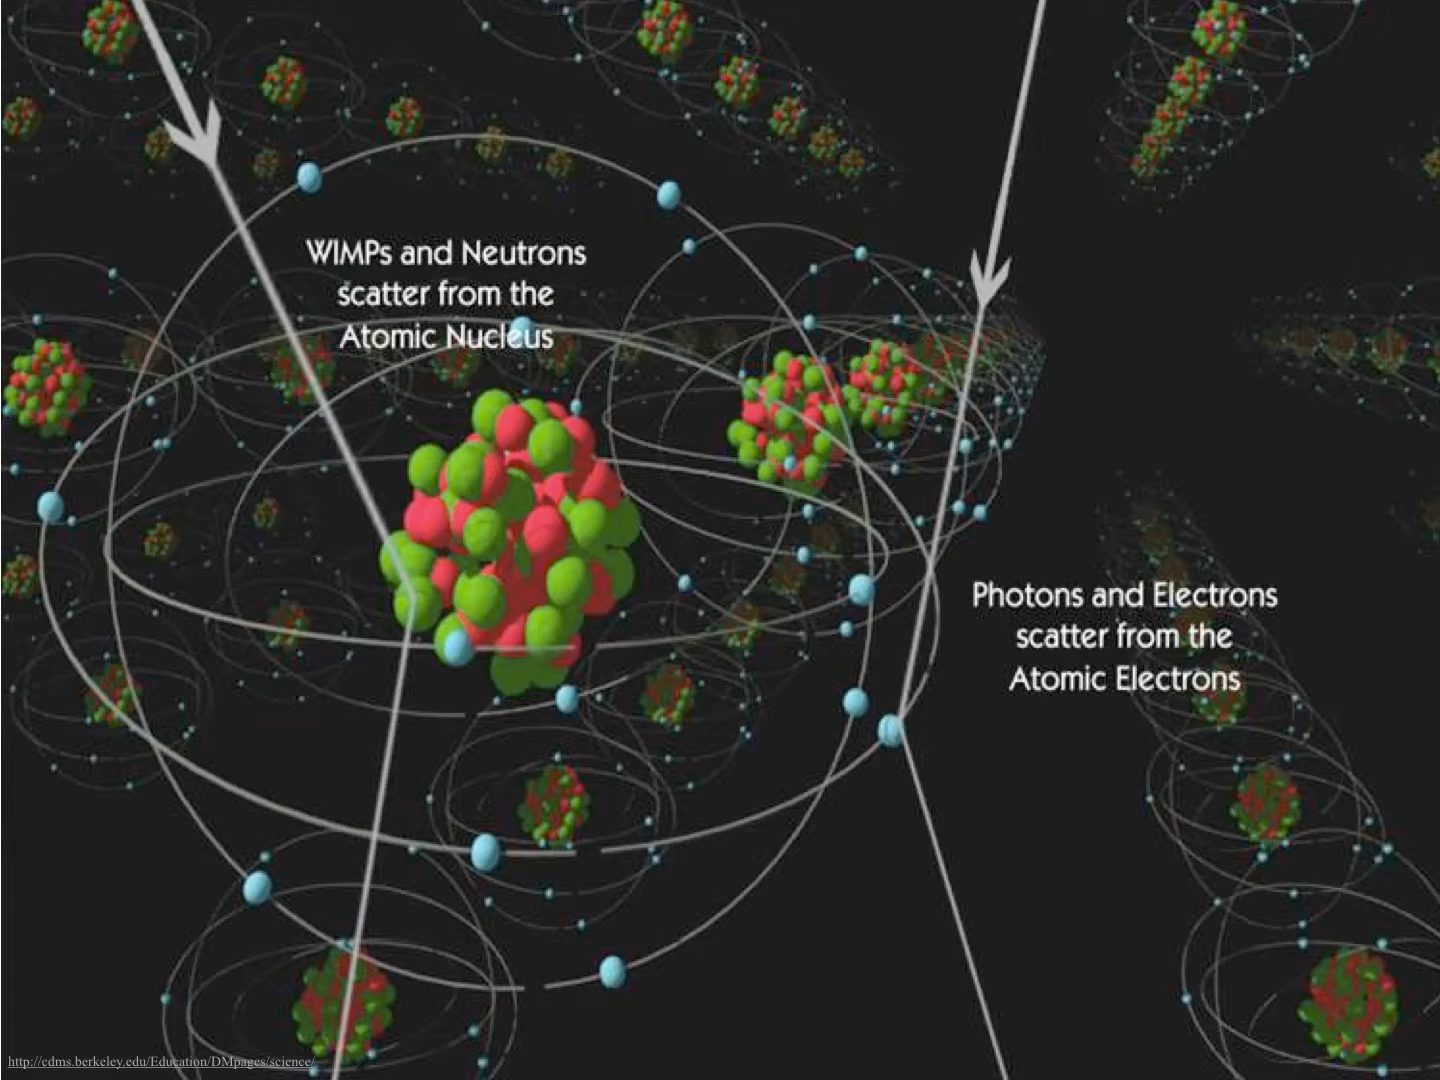 WIMPs and Neutrons
scatter from the
Atomic Nucleus
Photons and Electrons
scatter from the
Atomic Electrons
http://cdms.berkeley.edu/Education/DMpages/science/